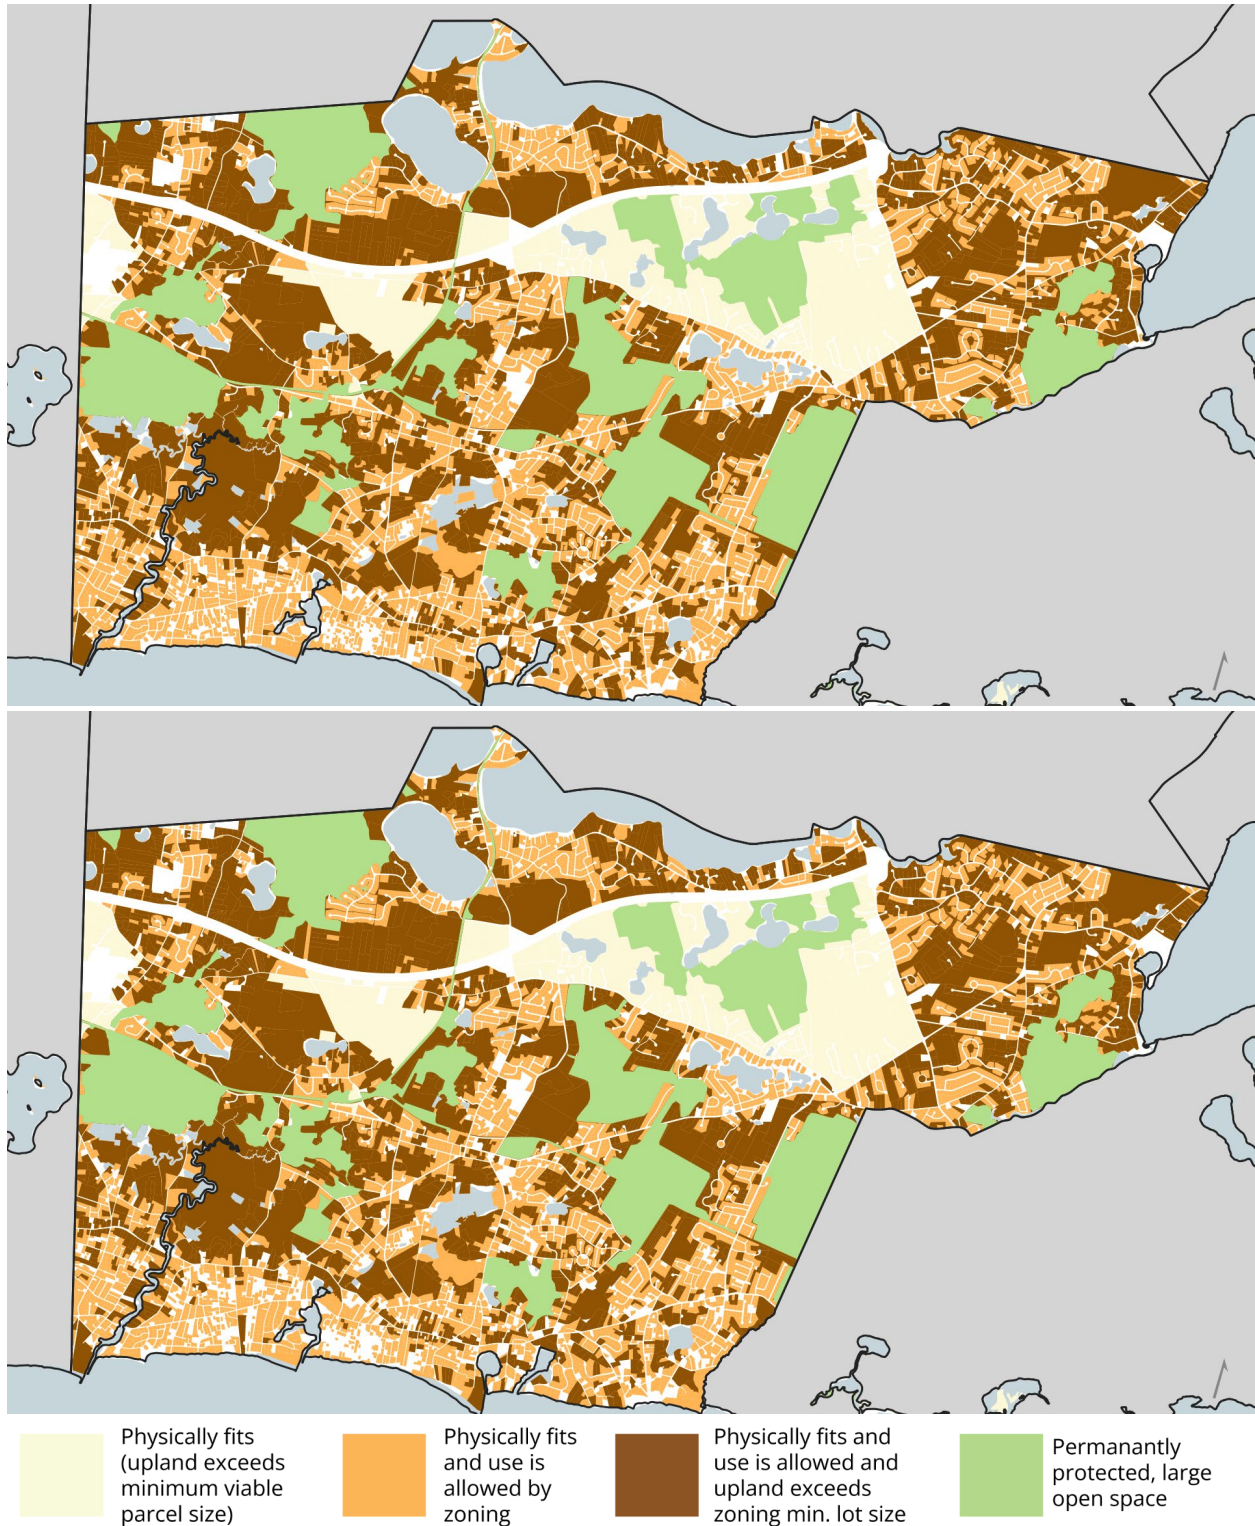 Physically fits
(upland exceeds
minimum viable
parcel size)
Physically fits
and use is
allowed by
zoning
Physically fits and
use is allowed and
upland exceeds
zoning min. lot size
Permanantly
protected, large
open space